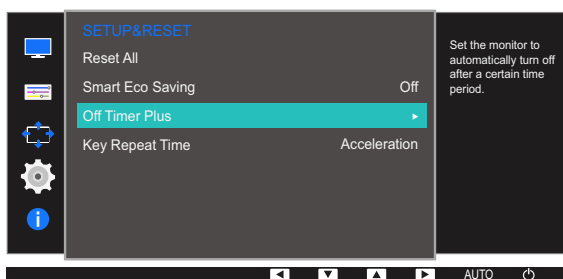 SETUP&RESET
Reset All
Smart Eco Saving Off
Off Timer Plus
Key Repeat Time Acceleration
Set the monitor to
automatically turn off
after a certain time
period.
AUTO